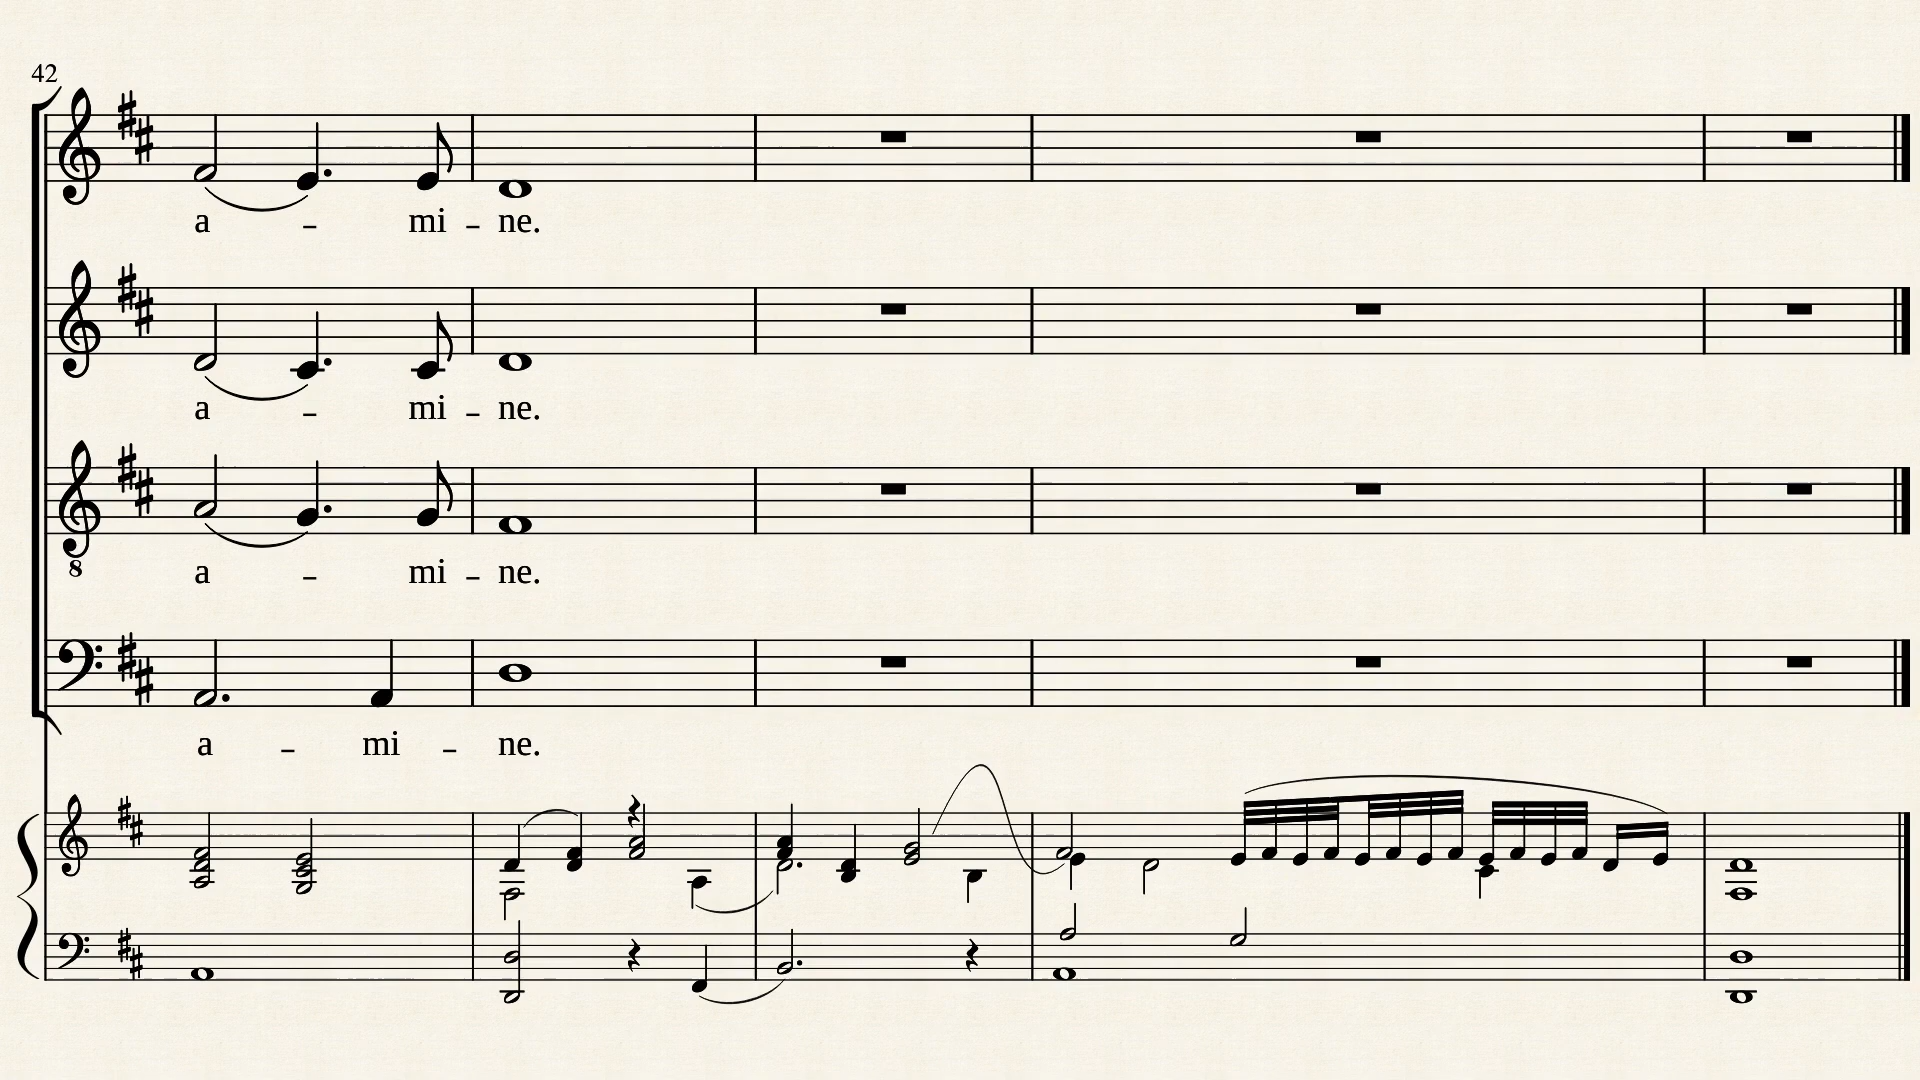 42
a – mi – ne.
a – mi – ne.
8
a – mi – ne.
a – mi – ne.